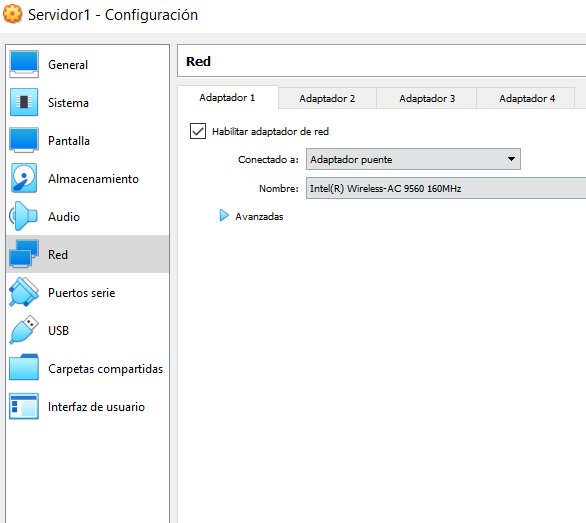 Servidor1 - Configuración
General
Sistema
Pantalla
Almacenamiento
Audio
Red
Puertos serie
USB
Carpetas compartidas
Interfaz de usuario
Red
Adaptador 1 Adaptador 2 Adaptador 3 Adaptador 4
Habilitar adaptador de red
Conectado a: Adaptador puente
Nombre: Intel(R) Wireless-AC 9560 160MHz
Avanzadas